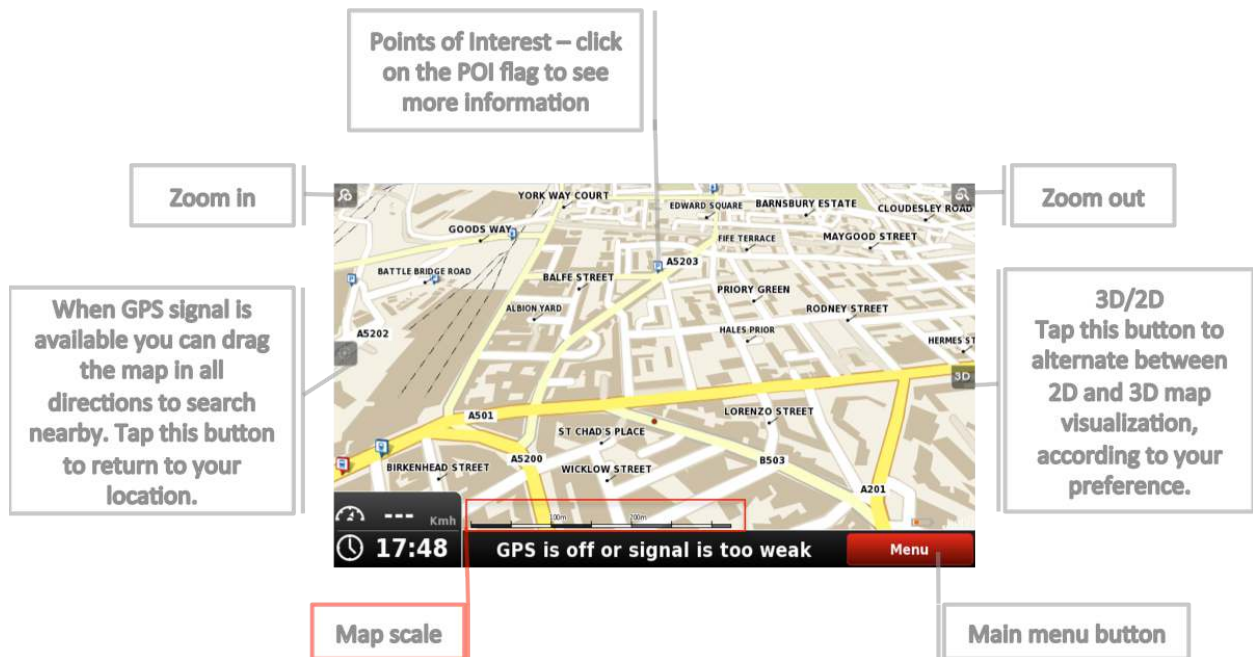 Points of Interest – click
on the POI flag to see
more information
Zoom in
Zoom out
When GPS signal is
available you can drag
the map in all
directions to search
nearby. Tap this button
to return to your
location.
3D/2D
Tap this button to
alternate between
2D and 3D map
visualization,
according to your
preference.
YORK WAY COURT
EDWARD SQUARE
BARNSBURY ESTATE
CLOUDESLEY ROAD
GOODS WAY
FIFE TERRACE
MAYGOOD STREET
A5203
BATTLE BRIDGE ROAD
BALFE STREET
PRIORY GREEN
ALBION YARD
RODNEY STREET
A5202
HALES PRIOR
HERMES ST
3D
A501
LORENZO STREET
ST CHAD'S PLACE
A5200
B503
BIRKENHEAD STREET
WICKLOW STREET
A201
100m
200m
--- Kmh
17:48
GPS is off or signal is too weak
Menu
Map scale
Main menu button